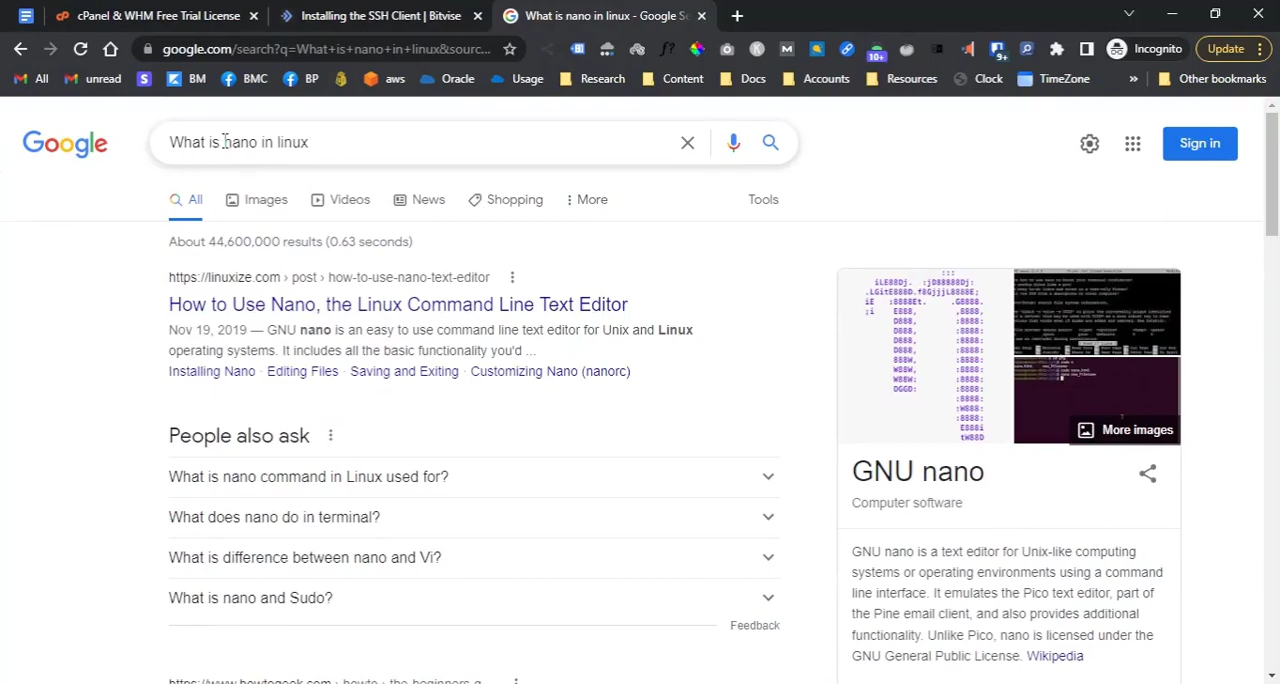 cPanel & WHM Free Trial License
Installing the SSH Client | Bitvise
What is nano in linux - Google Se
google.com/search?q=What+is+nano+in+linux&sourc...
10+
9+
Incognito
Update
All
unread
BM
BMC
BP
aws
Oracle
Usage
Research
Content
Docs
Accounts
Resources
Clock
TimeZone
»
Other bookmarks
Google
What is nano in linux
Sign in
All
Images
Videos
News
Shopping
More
Tools
About 44,600,000 results (0.63 seconds)
https://linuxize.com › post › how-to-use-nano-text-editor
How to Use Nano, the Linux Command Line Text Editor
Nov 19, 2019 — GNU nano is an easy to use command line text editor for Unix and Linux
operating systems. It includes all the basic functionality you'd ...
Installing Nano · Editing Files · Saving and Exiting · Customizing Nano (nanorc)
People also ask
What is nano command in Linux used for?
What does nano do in terminal?
What is difference between nano and Vi?
What is nano and Sudo?
Feedback
More images
GNU nano
Computer software
GNU nano is a text editor for Unix-like computing
systems or operating environments using a command
line interface. It emulates the Pico text editor, part of
the Pine email client, and also provides additional
functionality. Unlike Pico, nano is licensed under the
GNU General Public License. Wikipedia